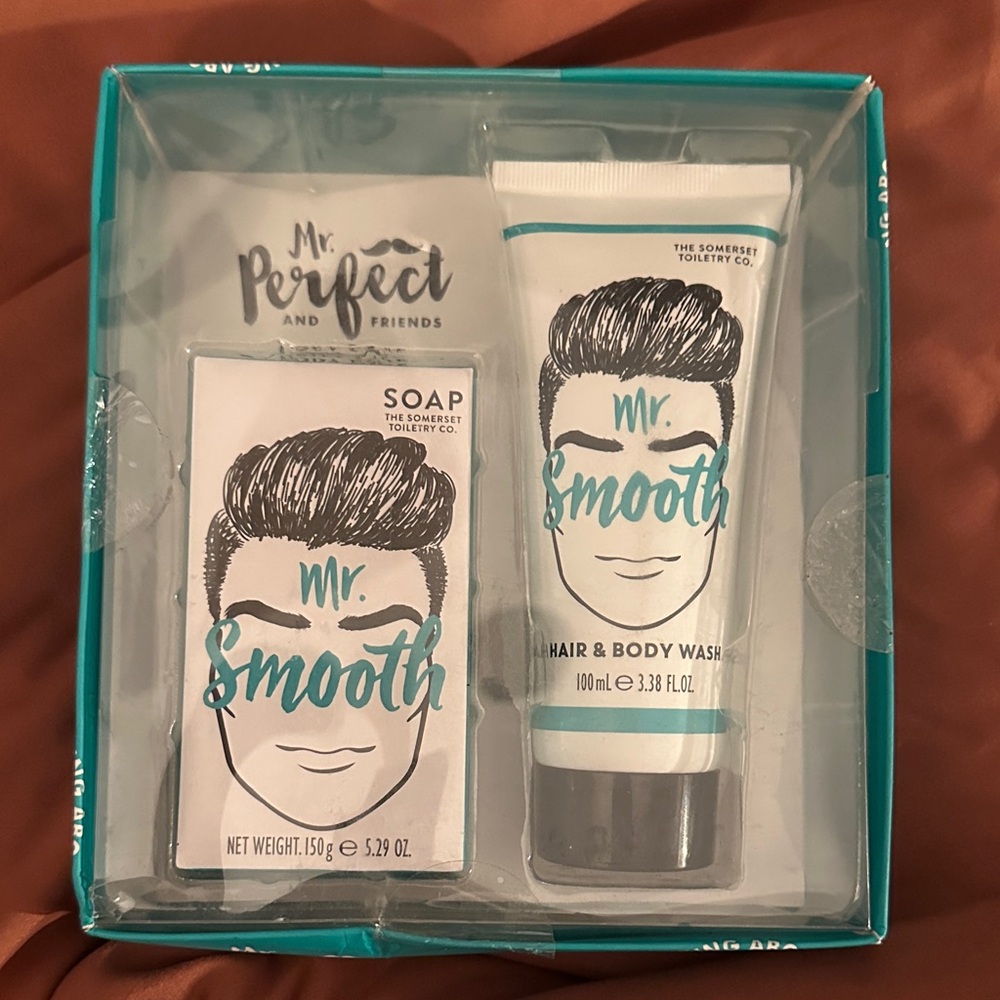 Mr.
Perfect
AND FRIENDS
SOAP
THE SOMERSET
TOILETRY CO.
Mr.
Smooth
NET WEIGHT. 150g ℮ 5.29 OZ.
THE SOMERSET
TOILETRY CO.
Mr.
Smooth
HAIR & BODY WASH
100mL ℮ 3.38 FL.OZ.